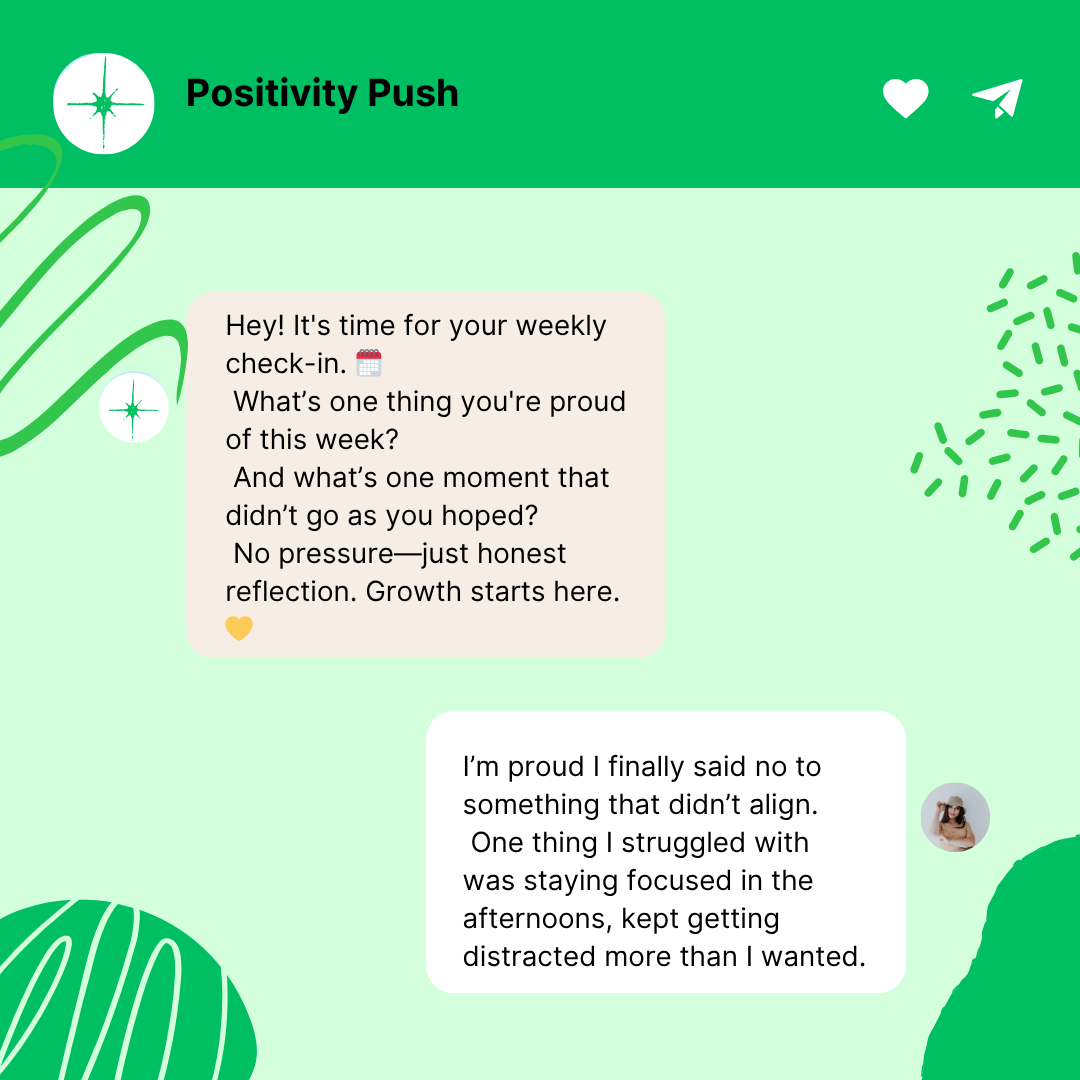 Positivity Push
Hey! It's time for your weekly
check-in. 🗓️
What’s one thing you're proud
of this week?
And what’s one moment that
didn’t go as you hoped?
No pressure—just honest
reflection. Growth starts here.
💛
I’m proud I finally said no to
something that didn’t align.
One thing I struggled with
was staying focused in the
afternoons, kept getting
distracted more than I wanted.